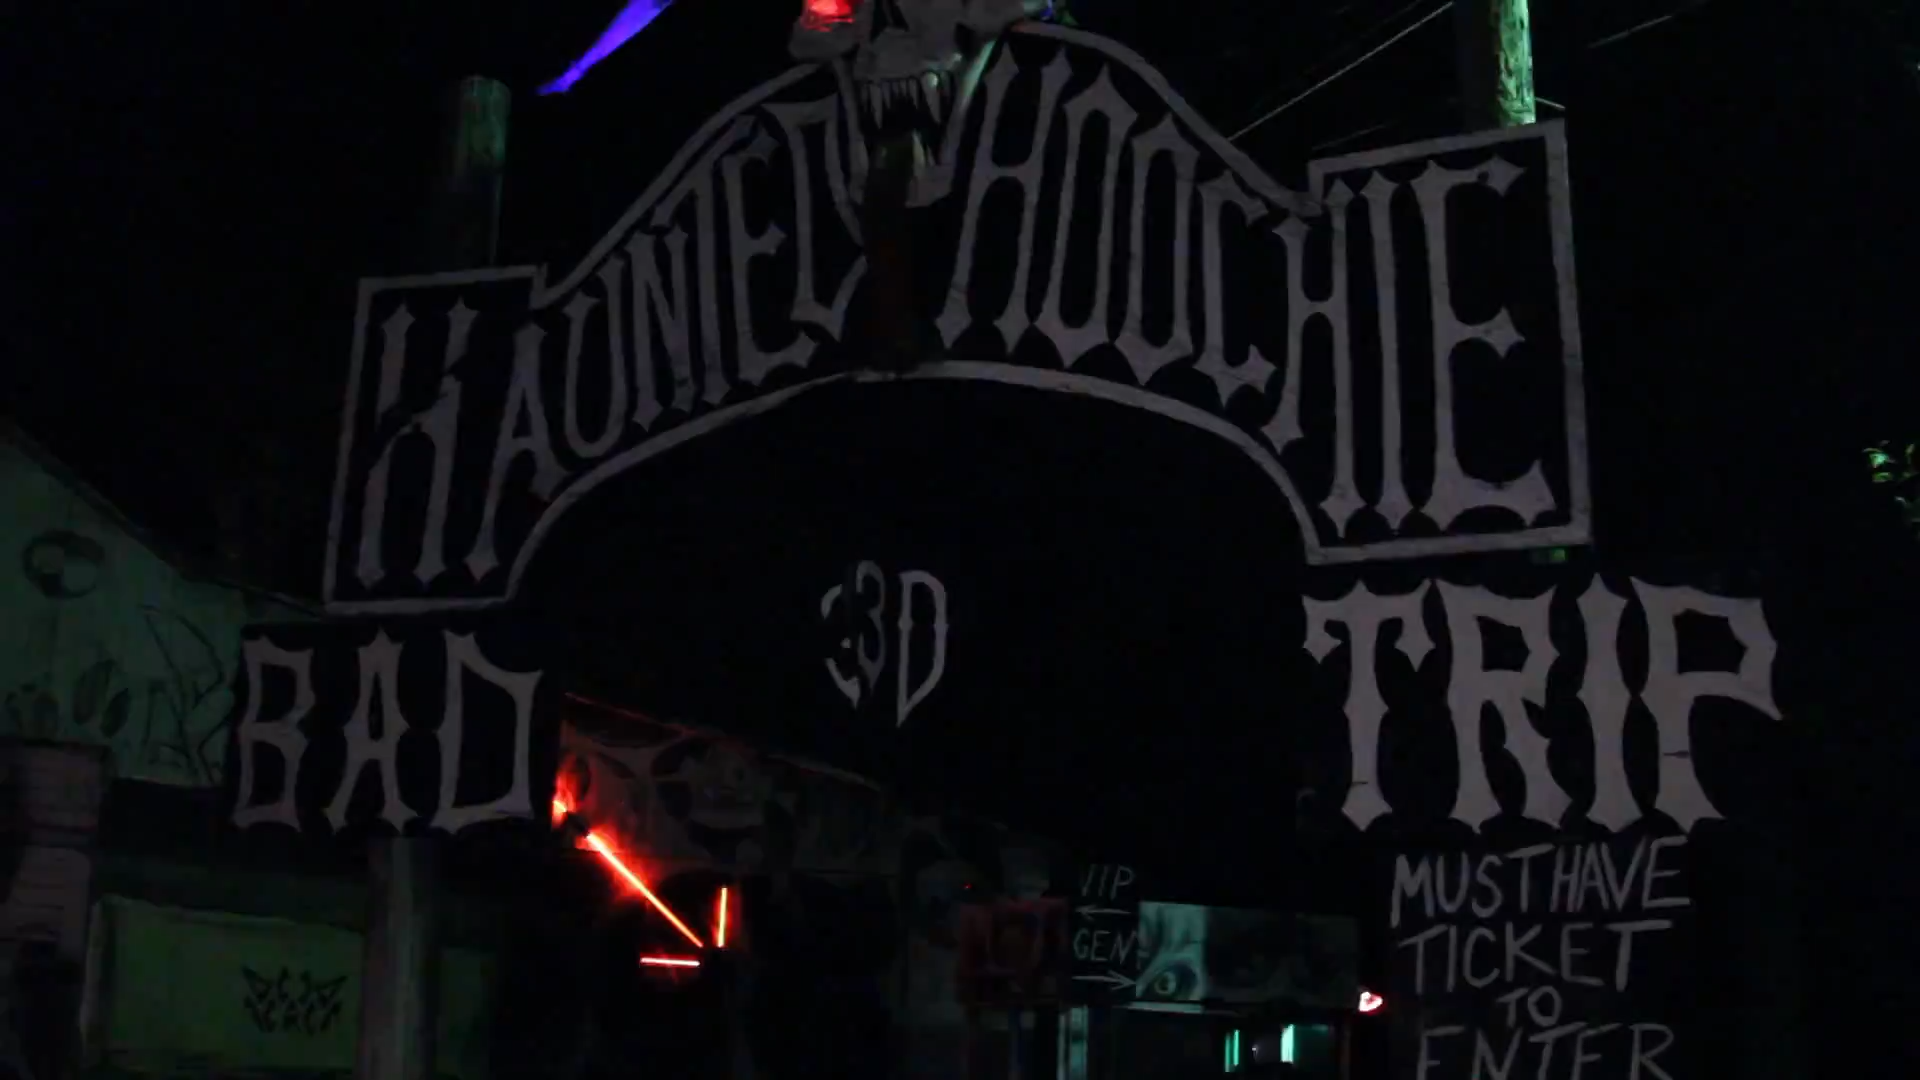 HAUNTED HOOCHIE
BAD
3D
TRIP
VIP
GEN
MUST HAVE
TICKET
TO
ENTER